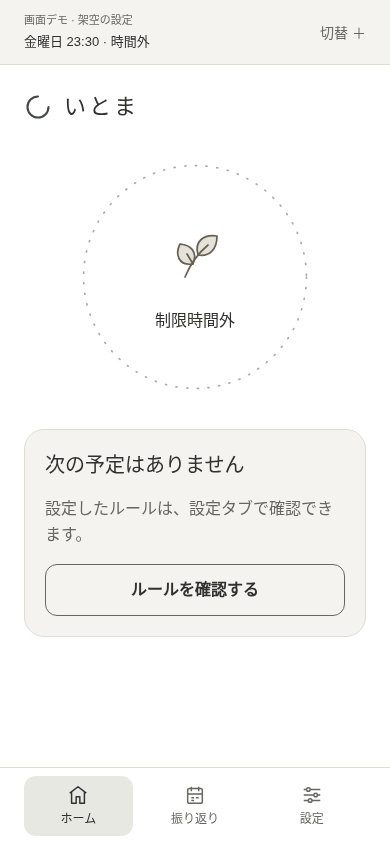 画面デモ · 架空の設定
金曜日 23:30 · 時間外
切替 ＋
いとま
制限時間外
次の予定はありません
設定したルールは、設定タブで確認でき
ます。
ルールを確認する
ホーム
振り返り
設定